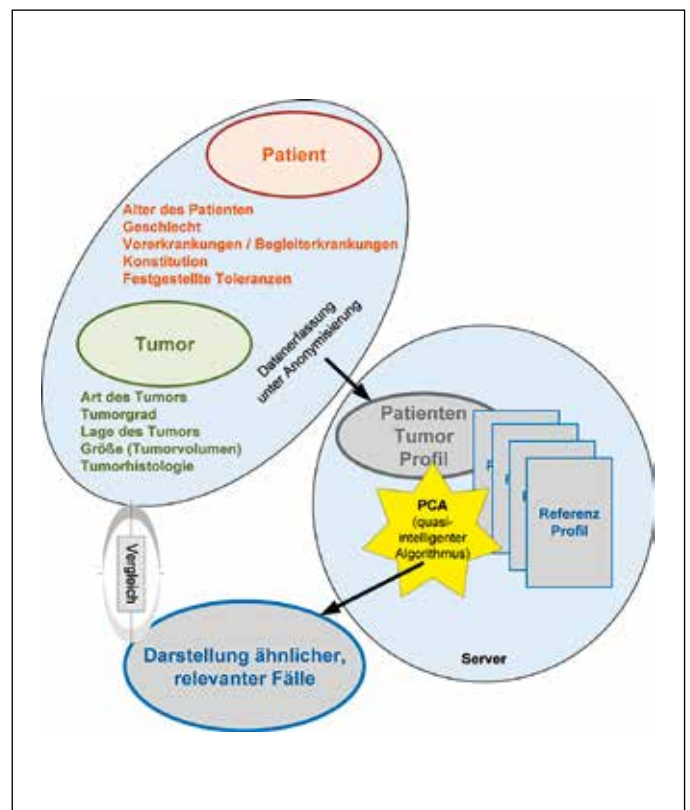 Patient
Alter des Patienten
Geschlecht
Vorerkrankungen / Begleiterkrankungen
Konstitution
Festgestellte Toleranzen
Tumor
Art des Tumors
Tumorgrad
Lage des Tumors
Größe (Tumorvolumen)
Tumorhistologie
Datenerfassung
unter Anonymisierung
Patienten
Tumor
Profil
PCA
(quasi-
intelligenter
Algorithmus)
Referenz
Profil
Server
Vergleich
Darstellung ähnlicher,
relevanter Fälle